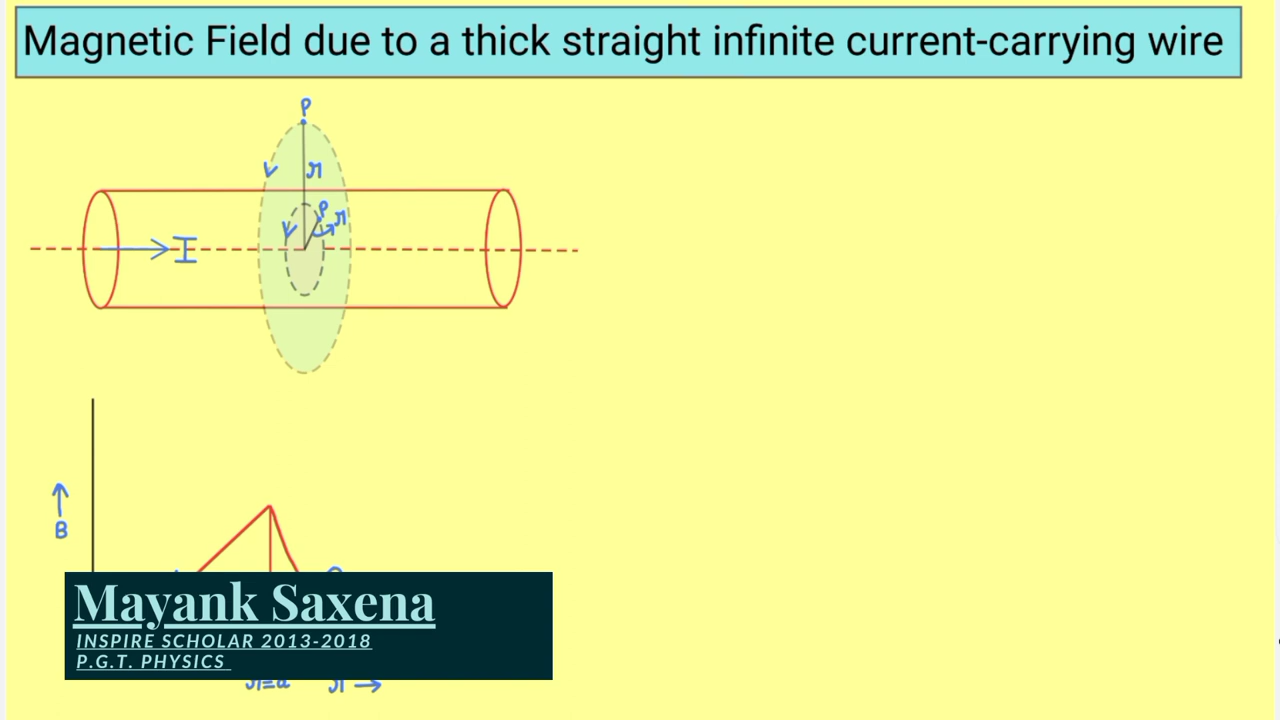 Magnetic Field due to a thick straight infinite current-carrying wire
P
r
P
r
I
B
Mayank Saxena
INSPIRE SCHOLAR 2013-2018
P.G.T. PHYSICS
r=a r →